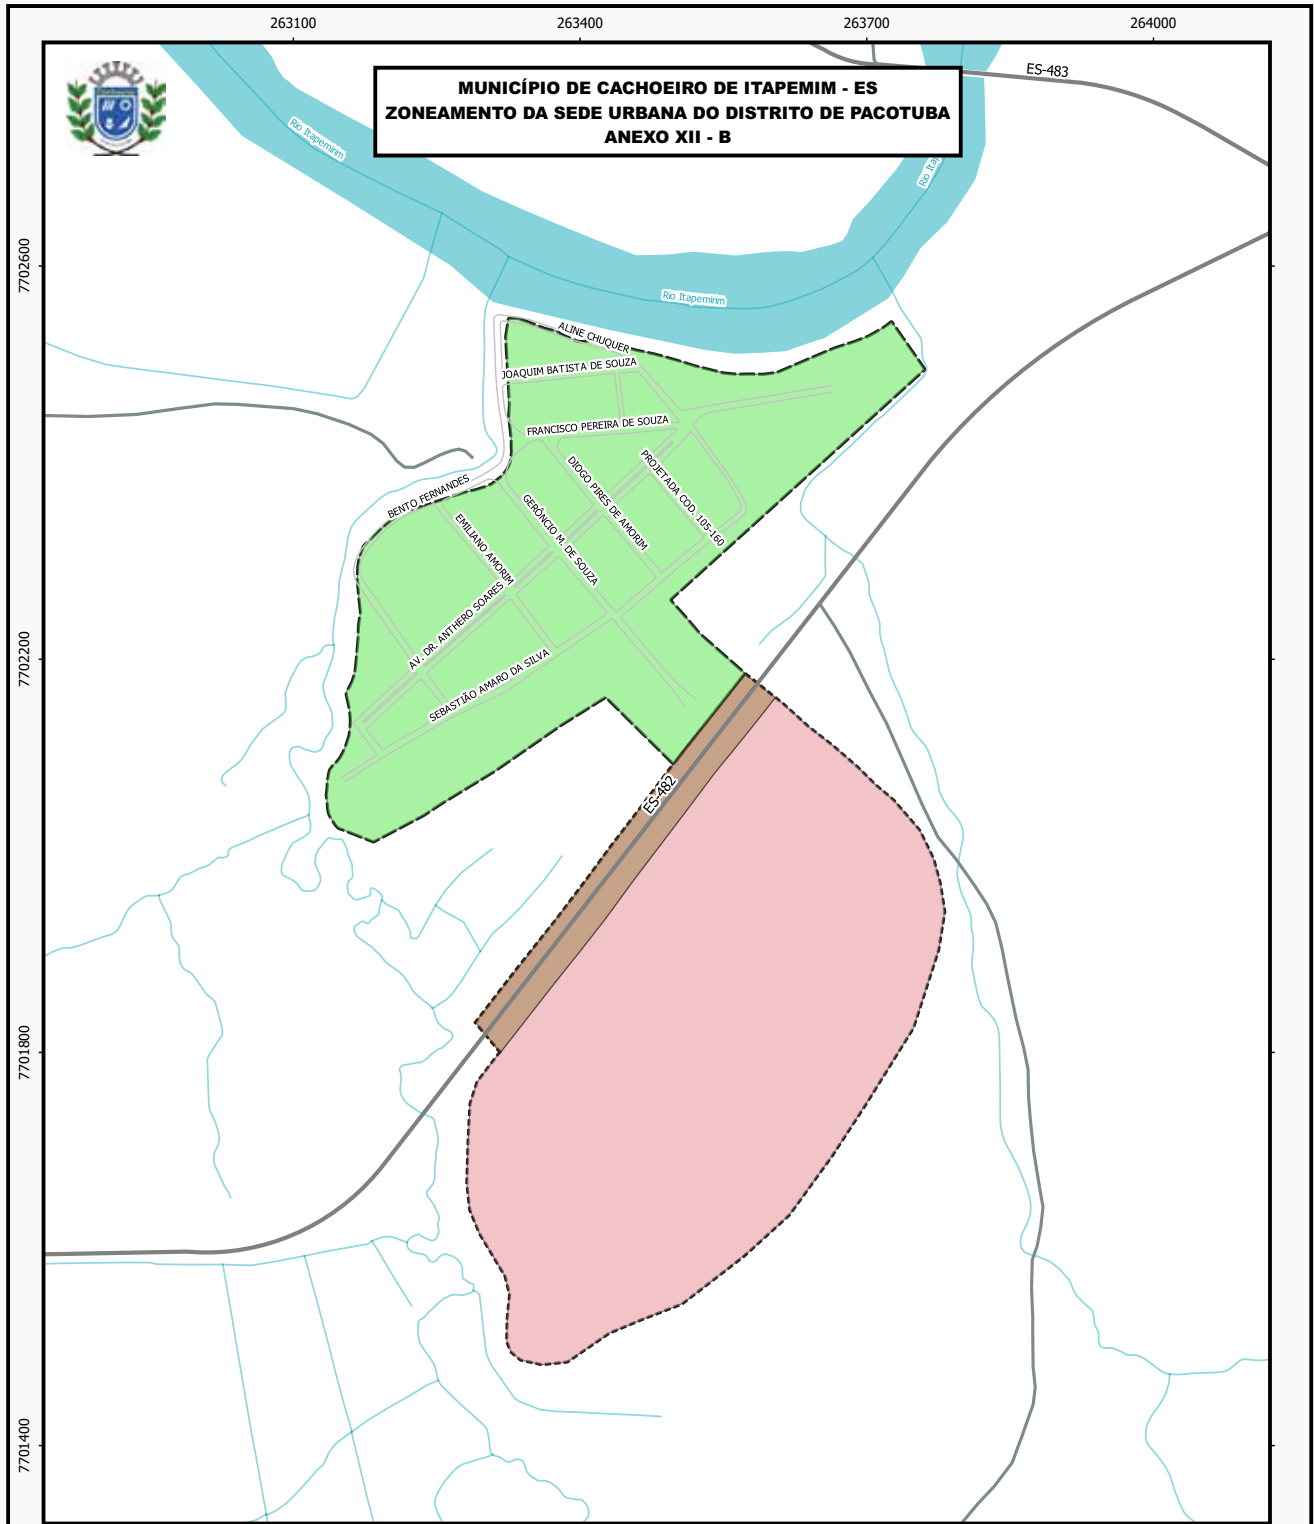 263100
263400
263700
264000
MUNICÍPIO DE CACHOEIRO DE ITAPEMIM - ES
ZONEAMENTO DA SEDE URBANA DO DISTRITO DE PACOTUBA
ANEXO XII - B
ES-483
Rio Itapemirim
Rio Itap
7702600
Rio Itapemirim
ALINE CHUQUER
JOAQUIM BATISTA DE SOUZA
FRANCISCO PEREIRA DE SOUZA
BENTO FERNANDES
DIOGO PIRES DE AMORIM
PROJETADA COD. 105-160
GERÔNCIO M. DE SOUZA
EMILIANO AMORIM
AV. DR. ANTHERO SOARES
SEBASTIÃO AMARO DA SILVA
7702200
ES-482
7701800
7701400